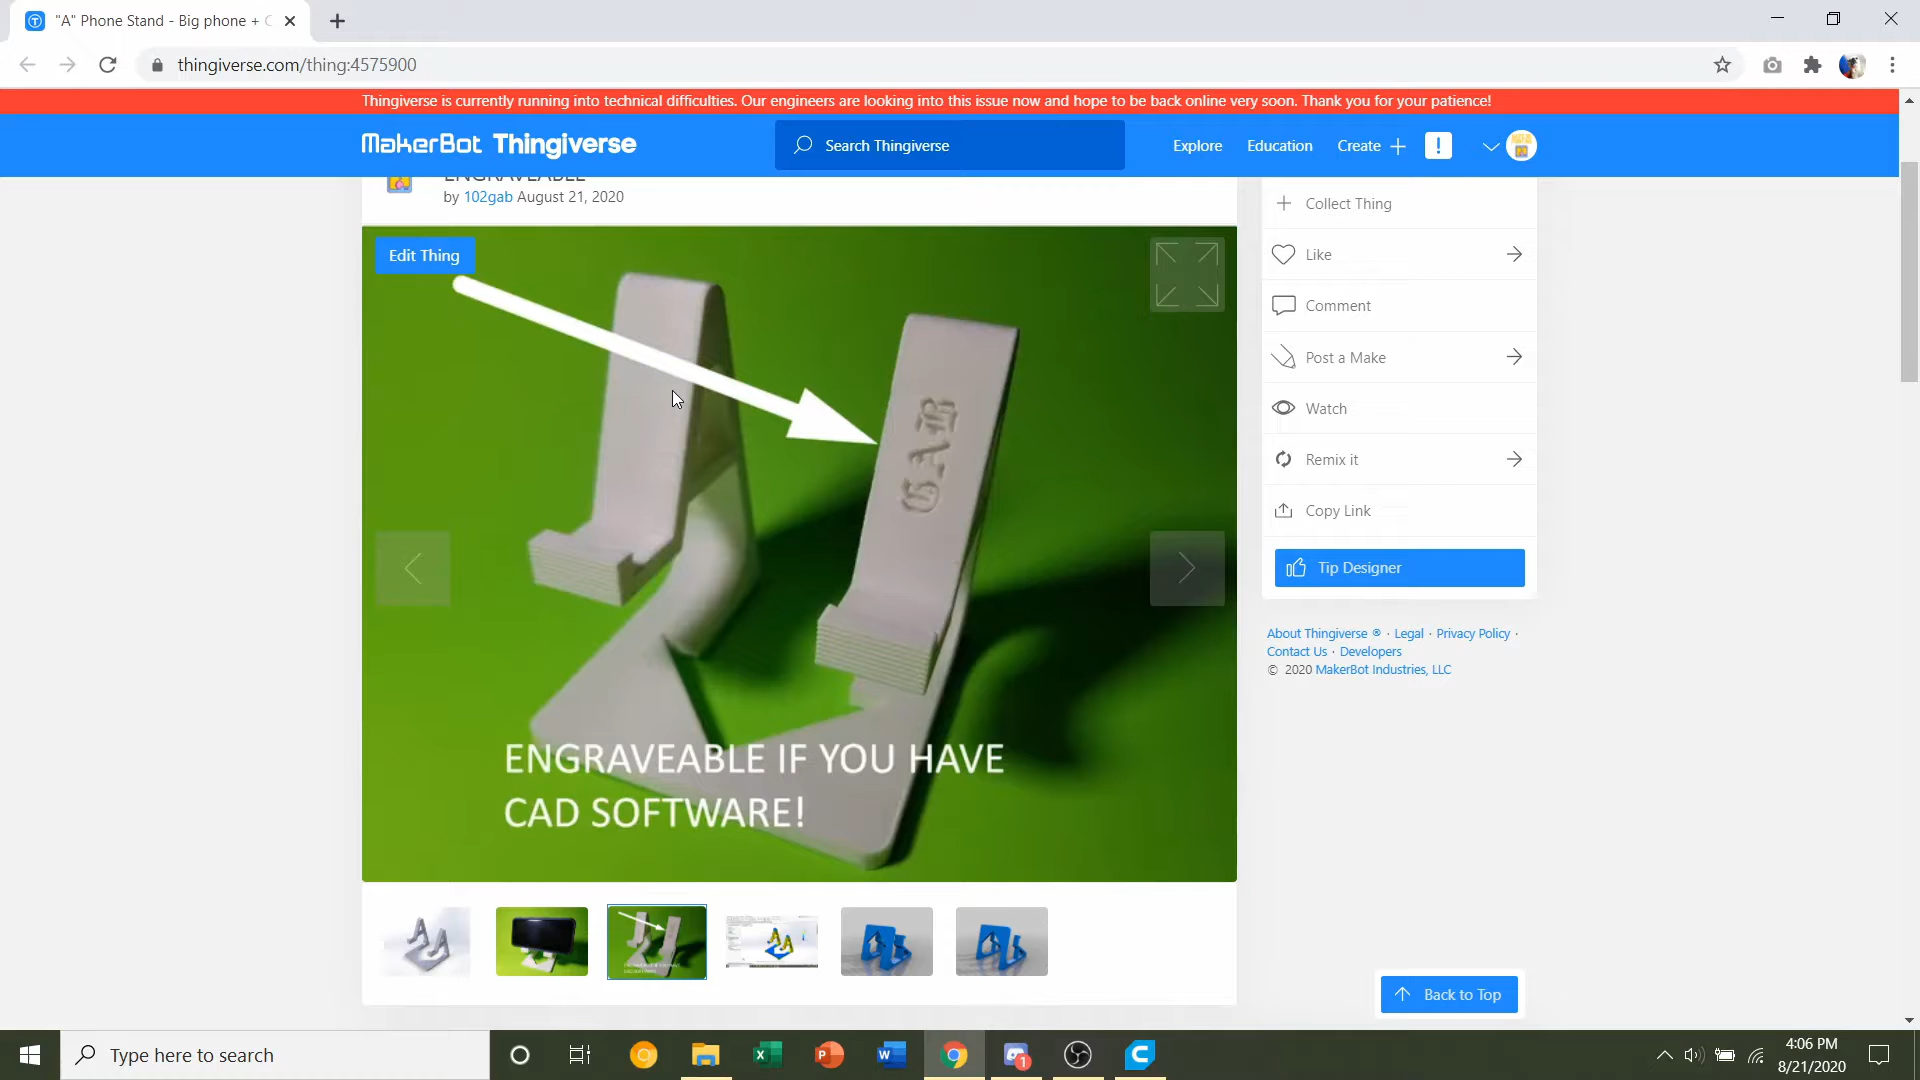 "A" Phone Stand - Big phone +
thingiverse.com/thing:4575900
Thingiverse is currently running into technical difficulties. Our engineers are looking into this issue now and hope to be back online very soon. Thank you for your patience!
MakerBot Thingiverse
Search Thingiverse
Explore
Education
Create
ENGRAVEABLE
by 102gab August 21, 2020
Edit Thing
GAB
ENGRAVEABLE IF YOU HAVE
CAD SOFTWARE!
Collect Thing
Like
Comment
Post a Make
Watch
Remix it
Copy Link
Tip Designer
About Thingiverse ® · Legal · Privacy Policy ·
Contact Us · Developers
© 2020 MakerBot Industries, LLC
Back to Top
Type here to search
1
4:06 PM
8/21/2020